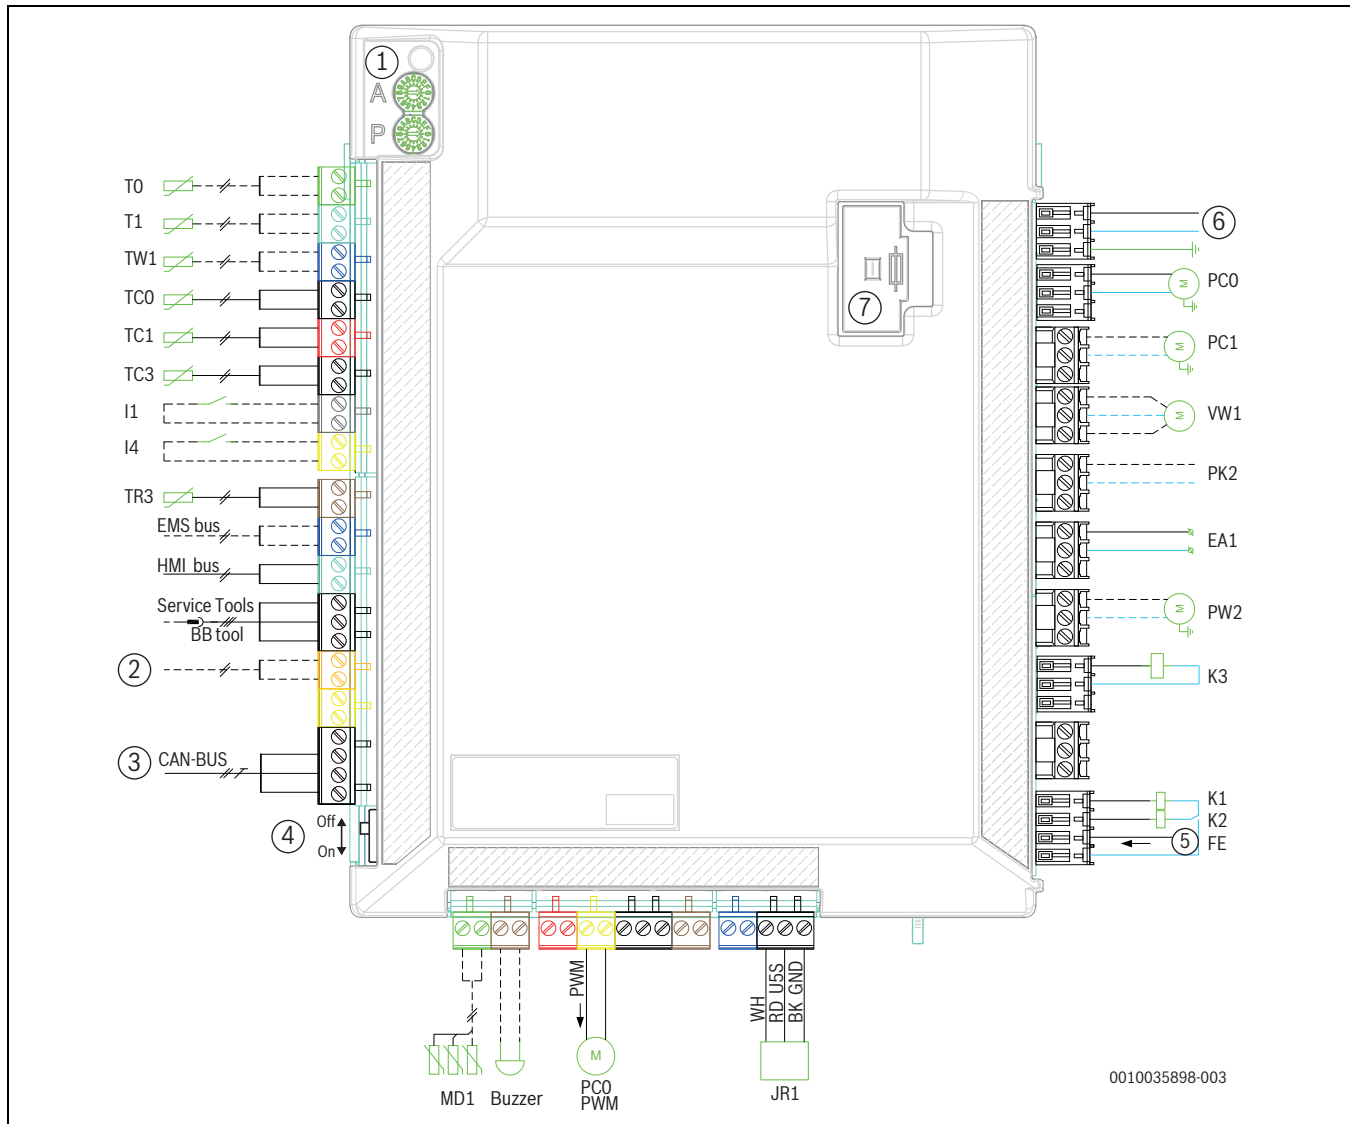 1
A
P
T0
T1
TW1
TC0
TC1
TC3
I1
I4
TR3
EMS bus
HMI bus
Service Tools
BB tool
2
3 CAN-BUS
4 Off
On
7
6
PC0
M
PC1
M
VW1
M
PK2
EA1
PW2
M
K3
K1
K2
5 FE
PWM
WH
RD U5S
BK GND
M
MD1
Buzzer
PC0
PWM
JR1
0010035898-003